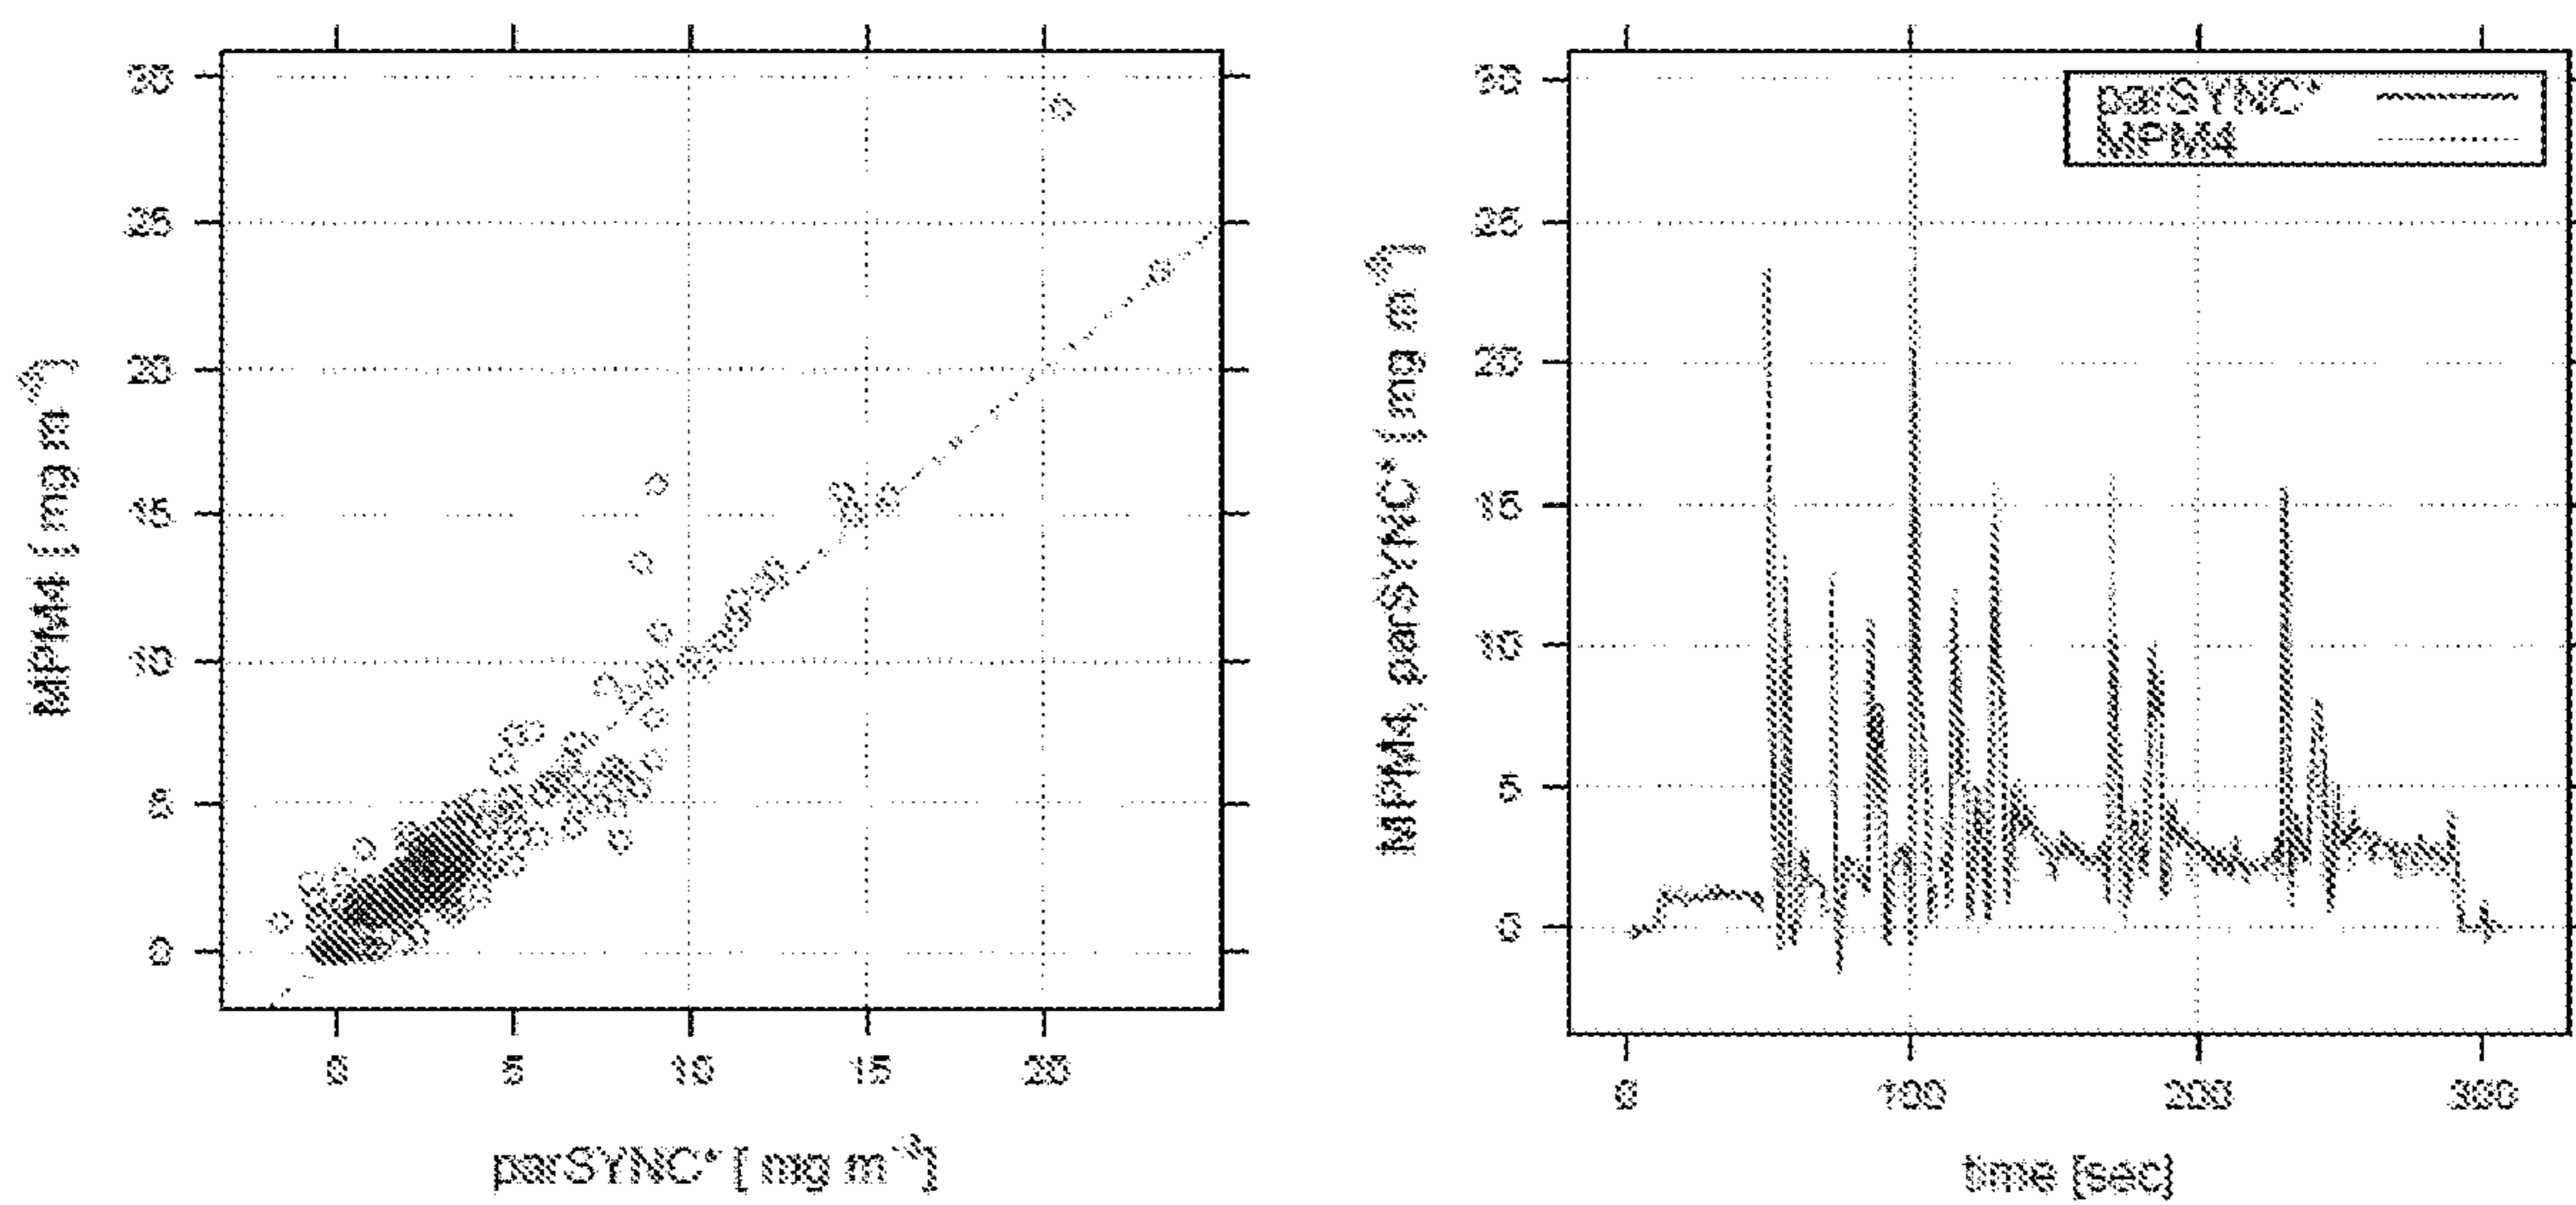 30
25
20
15
10
5
0
MPM4 [ mg m⁻³]
0 5 10 15 20
parSYNC* [ mg m⁻³]
30
25
20
15
10
5
0
MPM4, parSYNC* [ mg m⁻³]
parSYNC*
MPM4
0 100 200 300
time [sec]